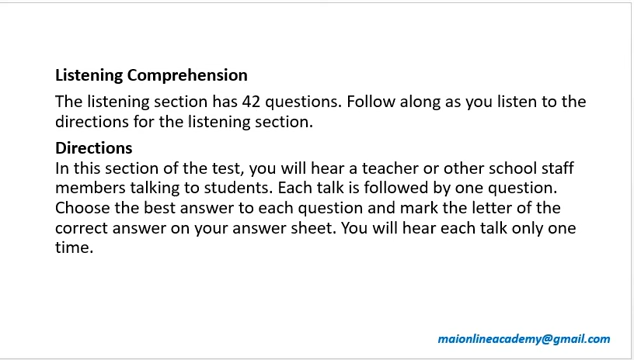 Listening Comprehension
The listening section has 42 questions. Follow along as you listen to the
directions for the listening section.
Directions
In this section of the test, you will hear a teacher or other school staff
members talking to students. Each talk is followed by one question.
Choose the best answer to each question and mark the letter of the
correct answer on your answer sheet. You will hear each talk only one
time.
maionlineacademy@gmail.com